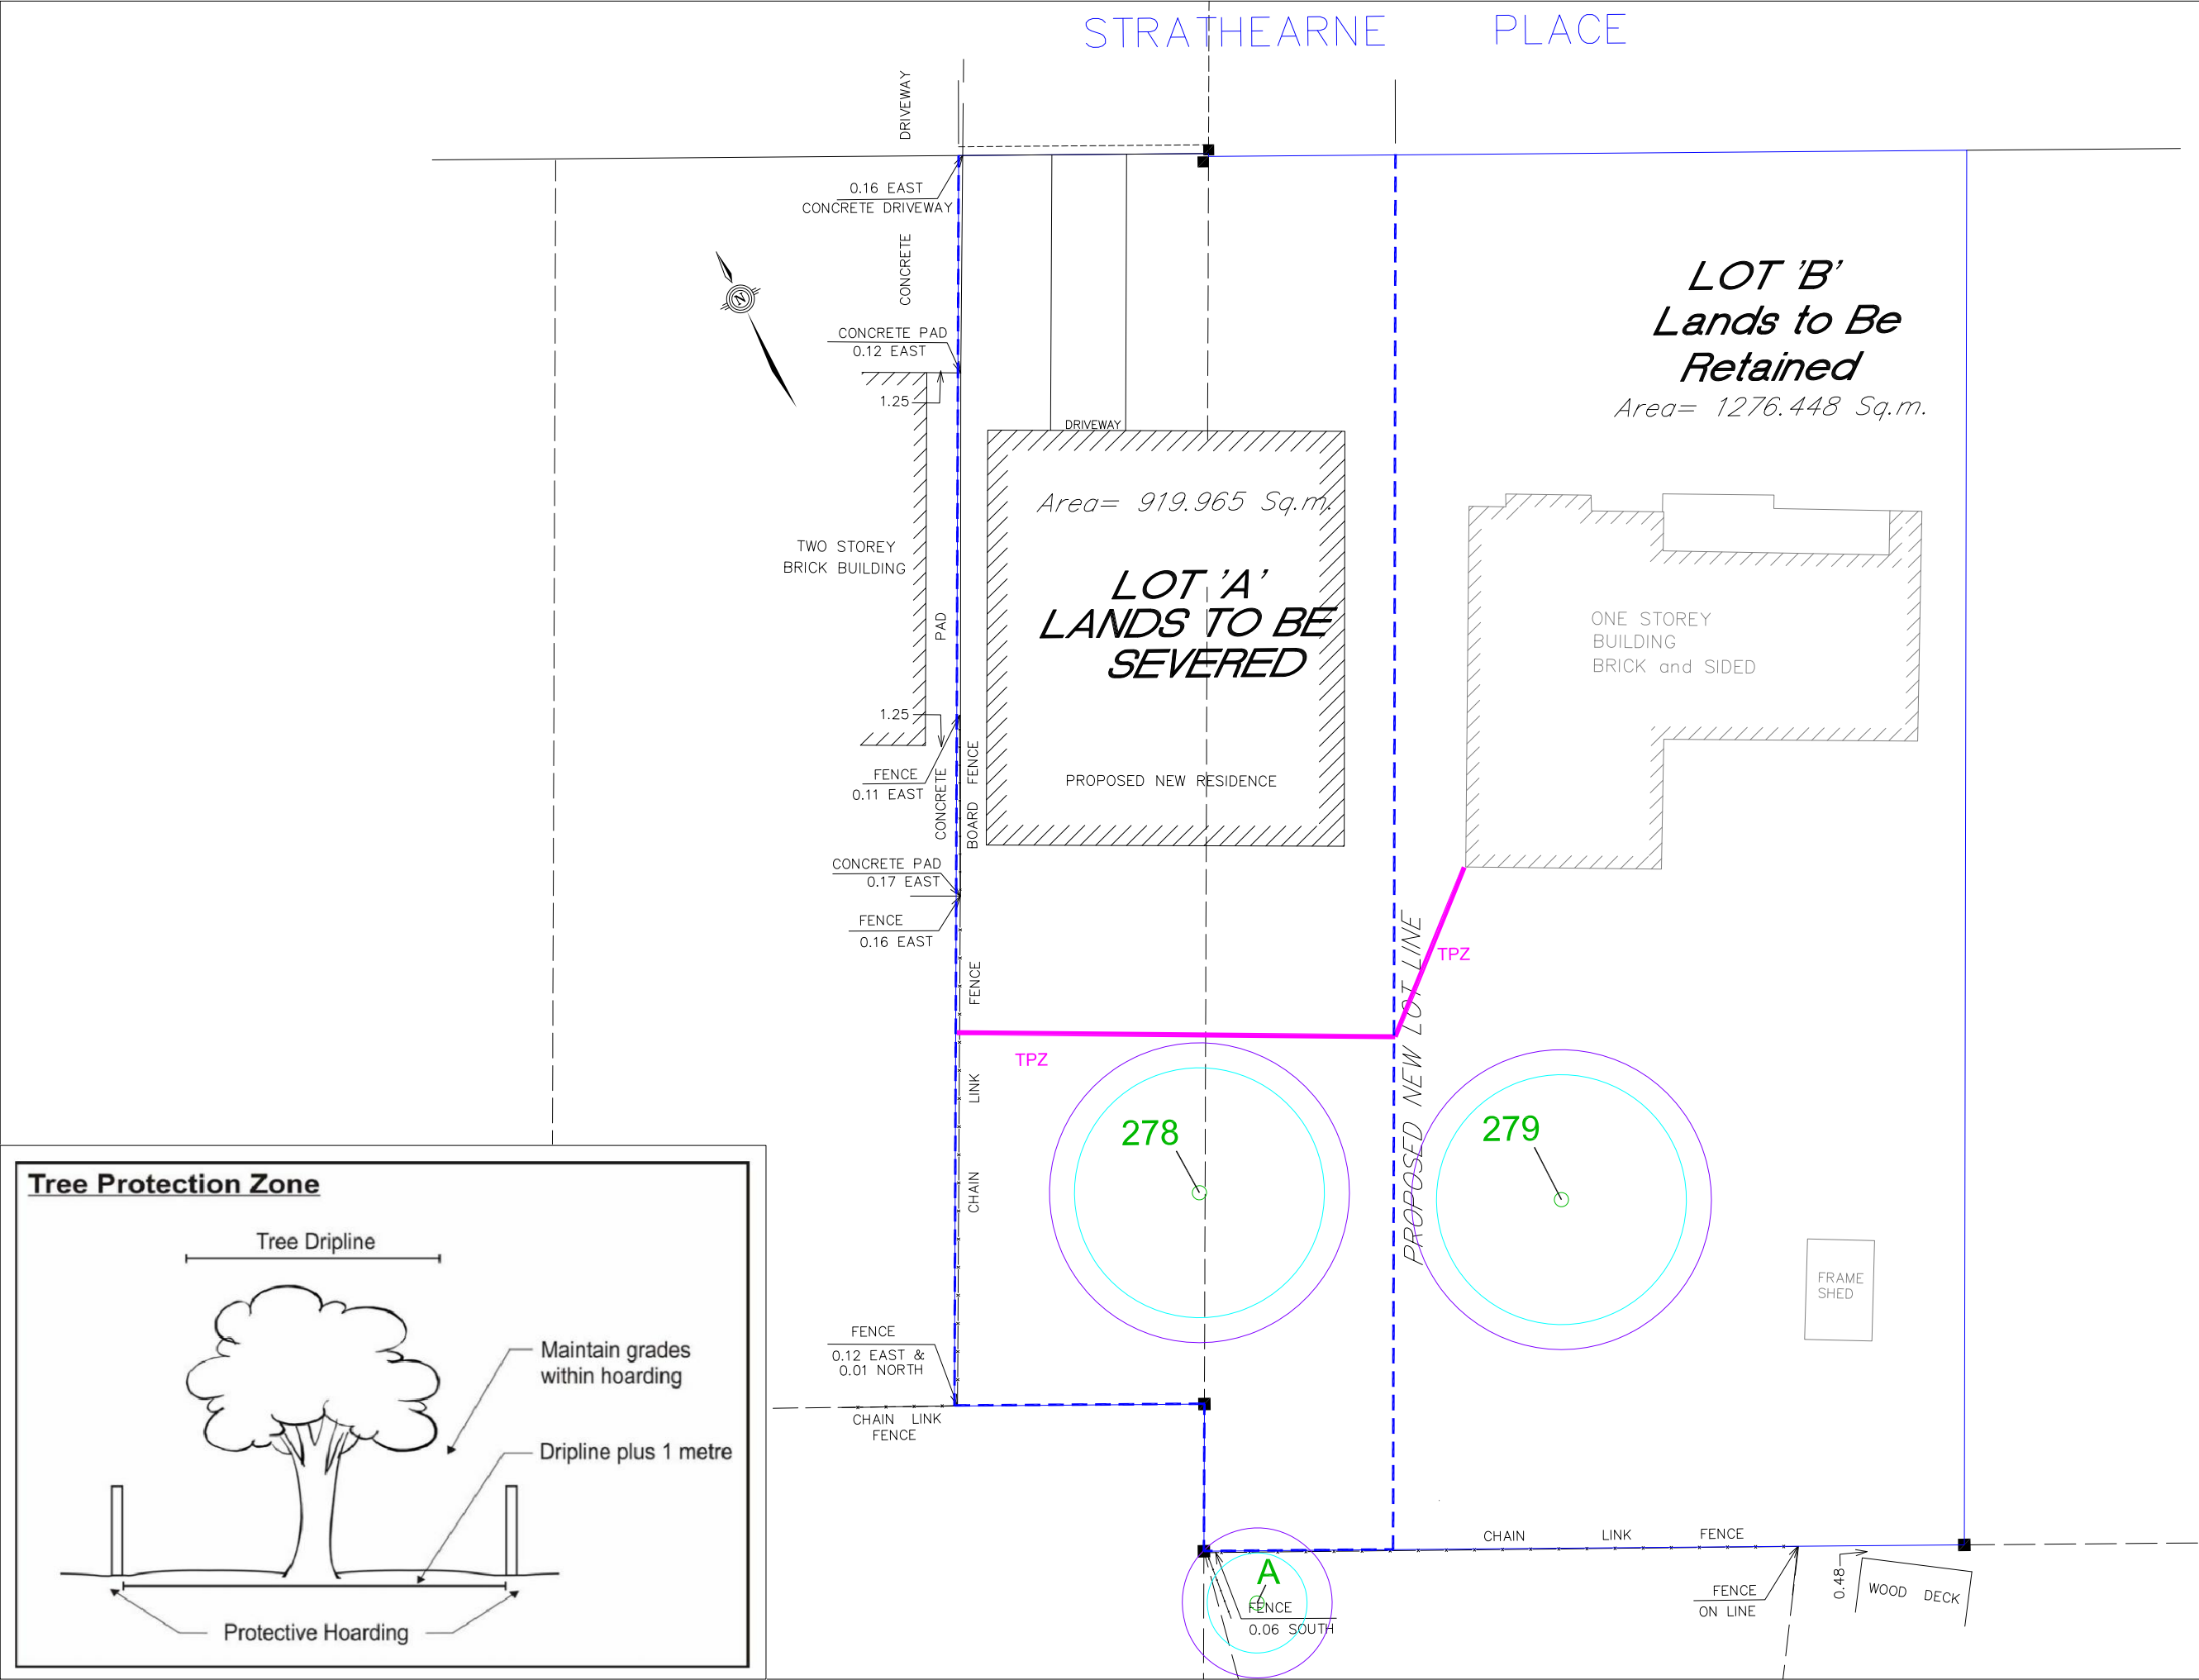 STRATHEARNE PLACE
DRIVEWAY
0.16 EAST
CONCRETE DRIVEWAY
CONCRETE
N
CONCRETE PAD
0.12 EAST
1.25
TWO STOREY
BRICK BUILDING
PAD
1.25
FENCE
0.11 EAST
CONCRETE
BOARD FENCE
CONCRETE PAD
0.17 EAST
FENCE
0.16 EAST
DRIVEWAY
Area= 919.965 Sq.m.
LOT 'A'
LANDS TO BE
SEVERED
PROPOSED NEW RESIDENCE
LOT 'B'
Lands to Be
Retained
Area= 1276.448 Sq.m.
ONE STOREY
BUILDING
BRICK and SIDED
TPZ
PROPOSED NEW LOT LINE
TPZ
CHAIN LINK FENCE
278
279
FRAME
SHED
FENCE
0.12 EAST &
0.01 NORTH
CHAIN LINK
FENCE
CHAIN LINK FENCE
A
FENCE
0.06 SOUTH
FENCE
ON LINE
0.48
WOOD DECK
Tree Protection Zone
Tree Dripline
Maintain grades
within hoarding
Dripline plus 1 metre
Protective Hoarding